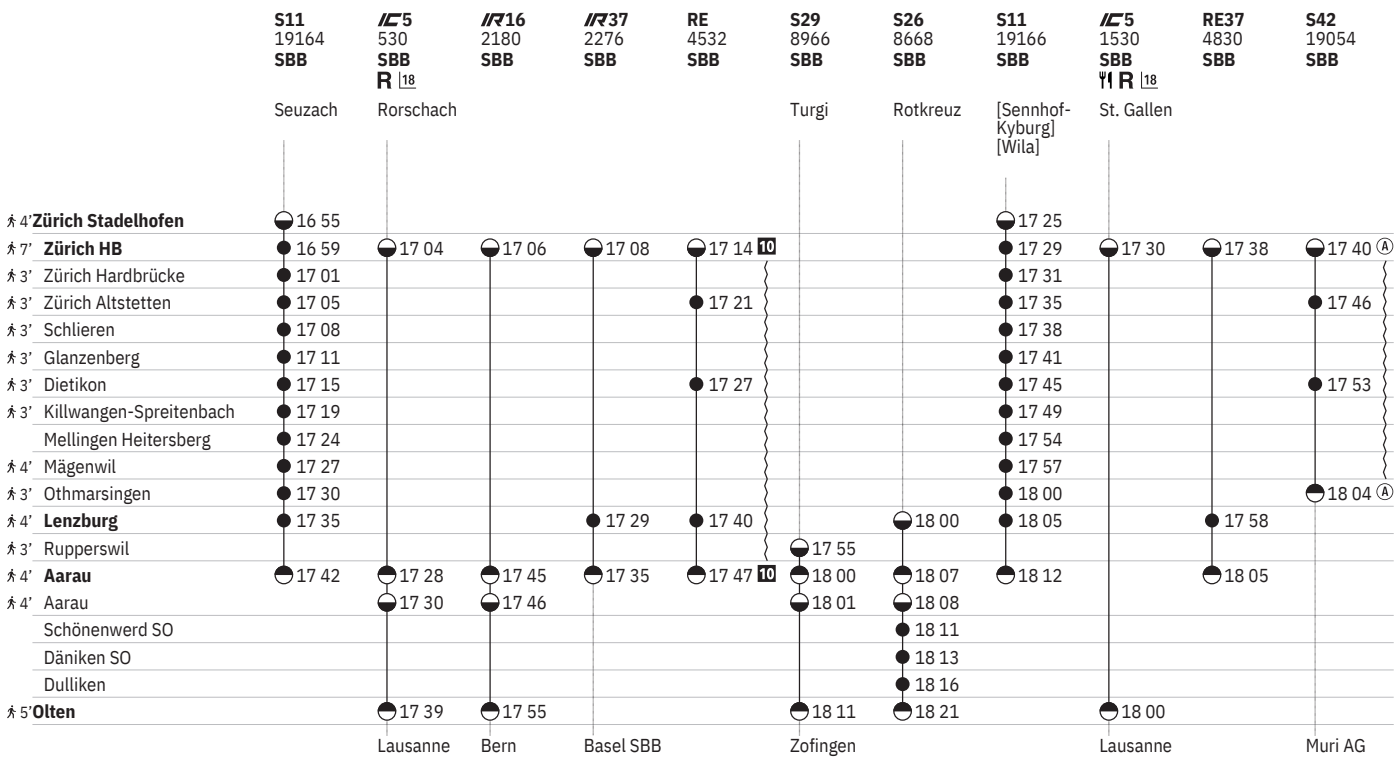 S11 IC5 IR16 IR37 RE S29 S26 S11 IC5 RE37 S42
19164 530 2180 2276 4532 8966 8668 19166 1530 4830 19054
SBB SBB SBB SBB SBB SBB SBB SBB SBB SBB SBB
R 18 R 18
Seuzach Rorschach Turgi Rotkreuz [Sennhof- St. Gallen
Kyburg]
[Wila]
4’ Zürich Stadelhofen 16 55 17 25
7’ Zürich HB 16 59 17 04 17 06 17 08 17 14 10 17 29 17 30 17 38 17 40 A
3’ Zürich Hardbrücke 17 01 17 31
3’ Zürich Altstetten 17 05 17 21 17 35 17 46
3’ Schlieren 17 08 17 38
3’ Glanzenberg 17 11 17 41
3’ Dietikon 17 15 17 27 17 45 17 53
3’ Killwangen-Spreitenbach 17 19 17 49
Mellingen Heitersberg 17 24 17 54
4’ Mägenwil 17 27 17 57
3’ Othmarsingen 17 30 18 00 18 04 A
4’ Lenzburg 17 35 17 29 17 40 18 00 18 05 17 58
3’ Rupperswil 17 55
4’ Aarau 17 42 17 28 17 45 17 35 17 47 10 18 00 18 07 18 12 18 05
4’ Aarau 17 30 17 46 18 01 18 08
Schönenwerd SO 18 11
Däniken SO 18 13
Dulliken 18 16
5’ Olten 17 39 17 55 18 11 18 21 18 00
Lausanne Bern Basel SBB Zofingen Lausanne Muri AG